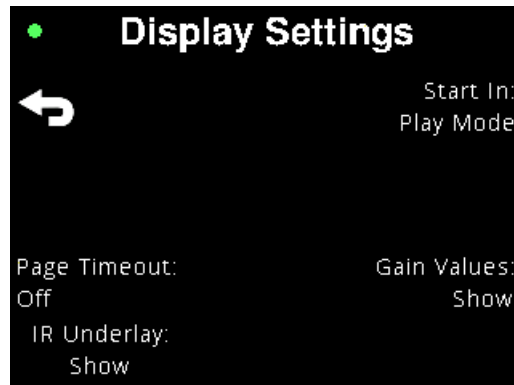 Display Settings
Start In:
Play Mode
Page Timeout:
Off
Gain Values:
Show
IR Underlay:
Show